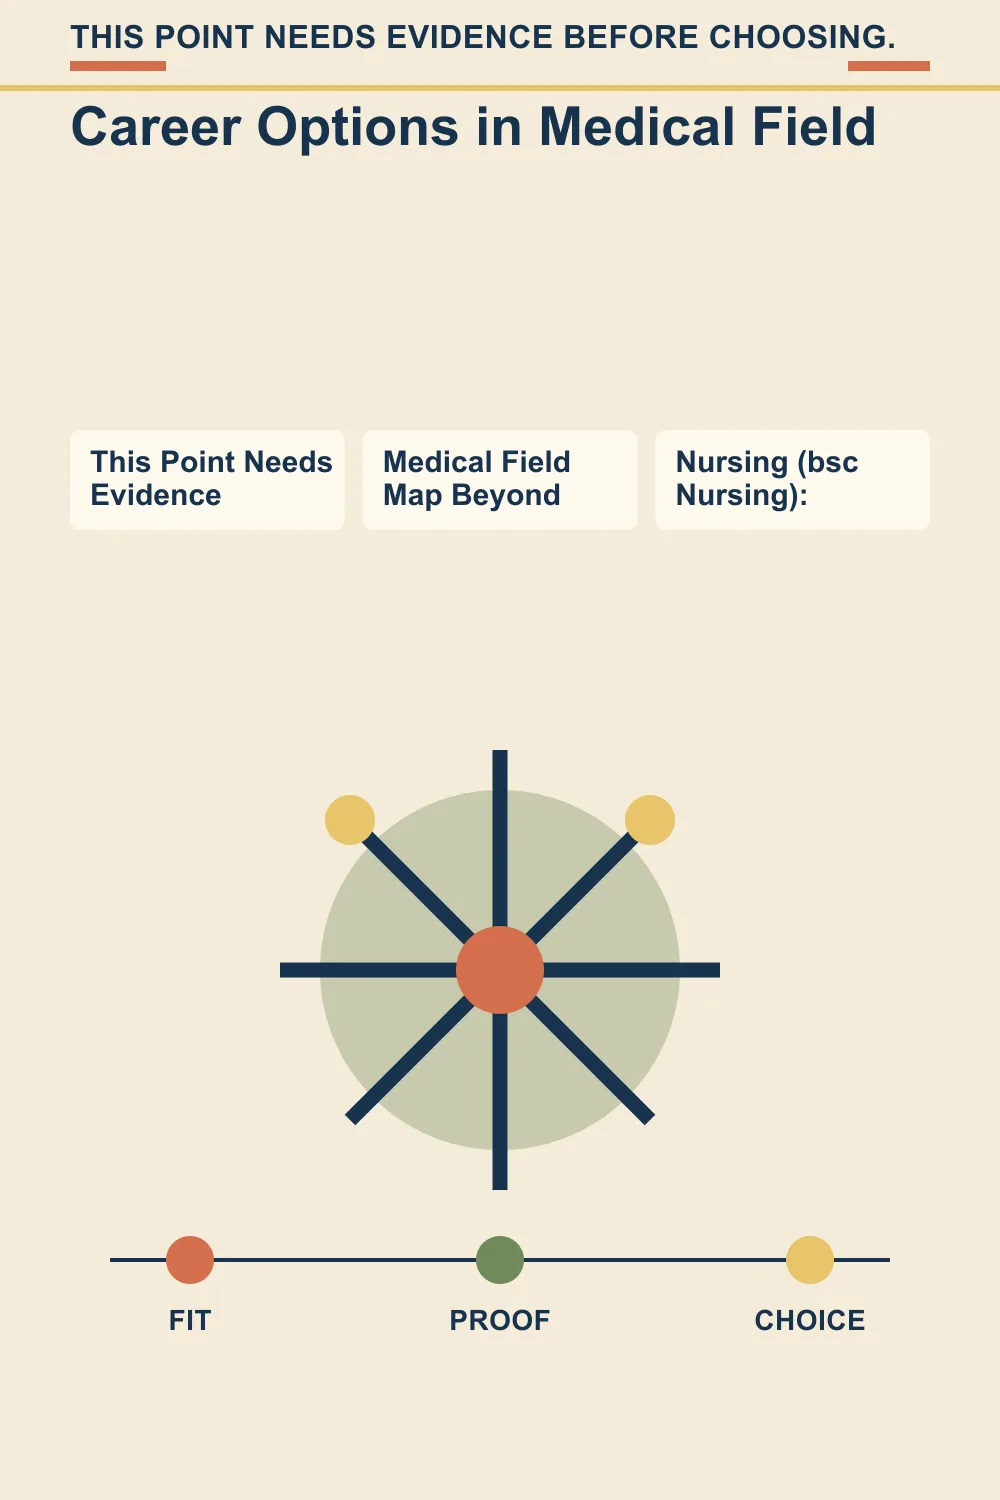 THIS POINT NEEDS EVIDENCE BEFORE CHOOSING.
Career Options in Medical Field
This Point Needs
Evidence
Medical Field
Map Beyond
Nursing (bsc
Nursing):
FIT
PROOF
CHOICE